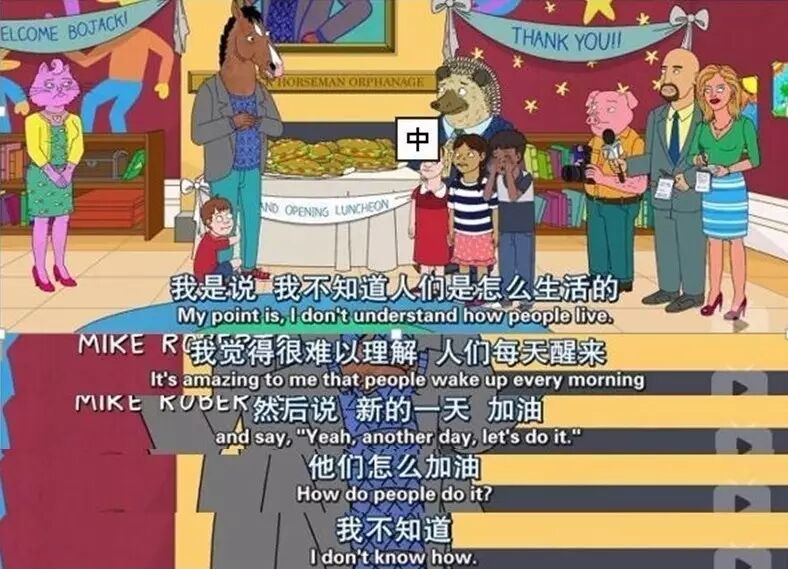 ELCOME BOJACK!
THANK YOU!!
HORSEMAN ORPHANAGE
中
AND OPENING LUNCHEON
我是说 我不知道人们是怎么生活的
My point is, I don't understand how people live.
MIKE
我觉得很难以理解 人们每天醒来
It's amazing to me that people wake up every morning
MIKE ROBER
然后说 新的一天 加油
and say, "Yeah, another day, let's do it."
他们怎么加油
How do people do it?
我不知道
I don't know how.